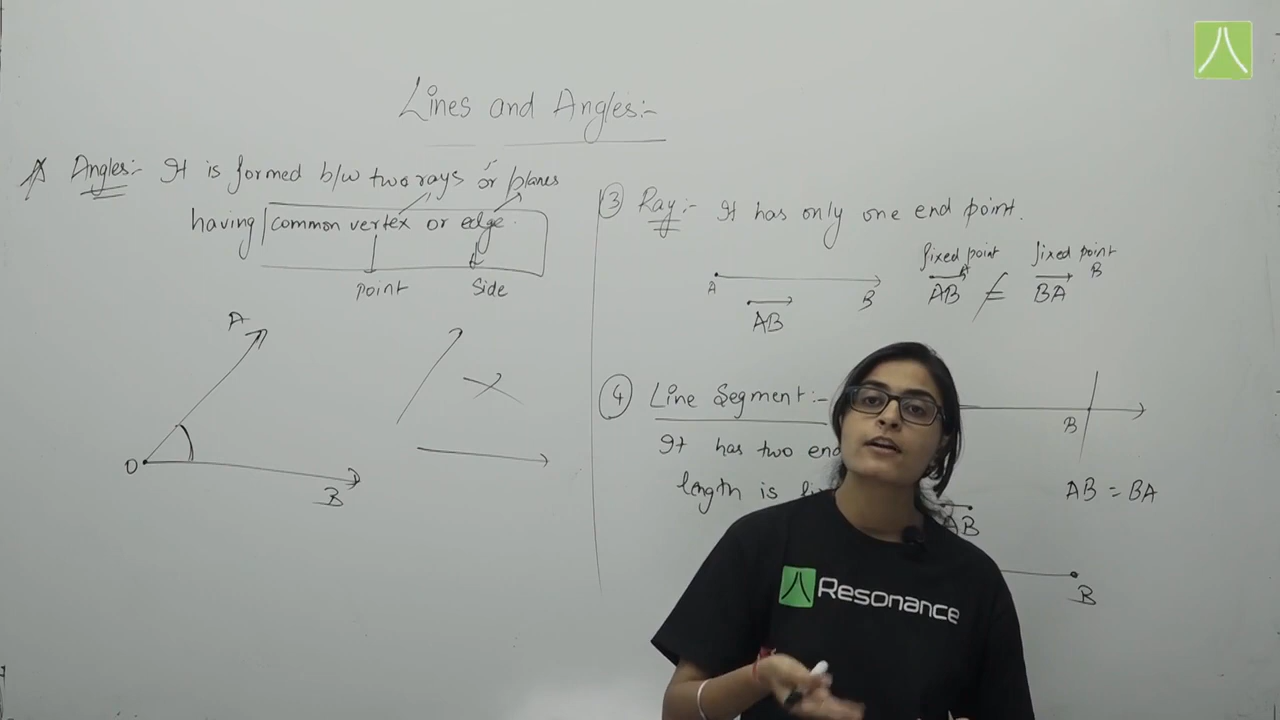 Lines and Angles:-
Angles:- It is formed b/w two rays or planes
having common vertex or edge.
point
side
A
O
B
③ Ray:- It has only one end point.
A
B
AB
fixed point
A
AB ≠ BA
fixed point
B
④ Line Segment:-
It has two end
length is
B
AB = BA
AB
B
Resonance